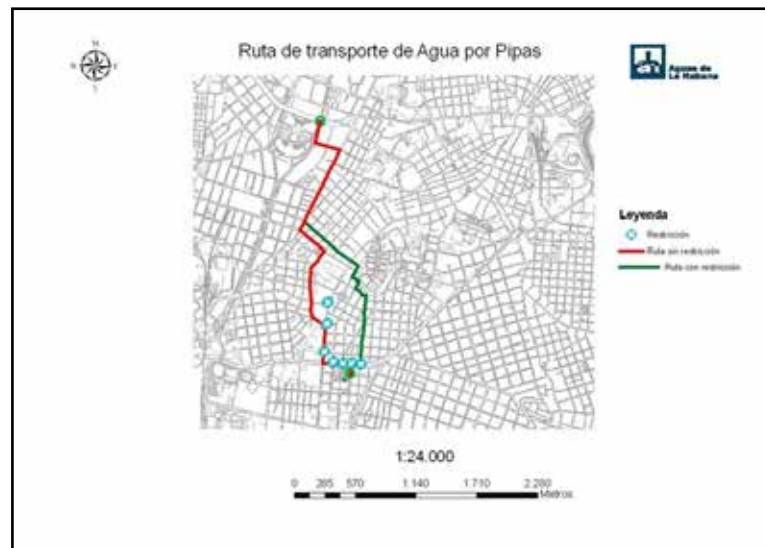 N
Ruta de transporte de Agua por Pipas
Aguas de
La Habana
Leyenda
Restricción
Ruta sin restricción
Ruta con restricción
1:24.000
0 285 570 1.140 1.710 2.280
Metros